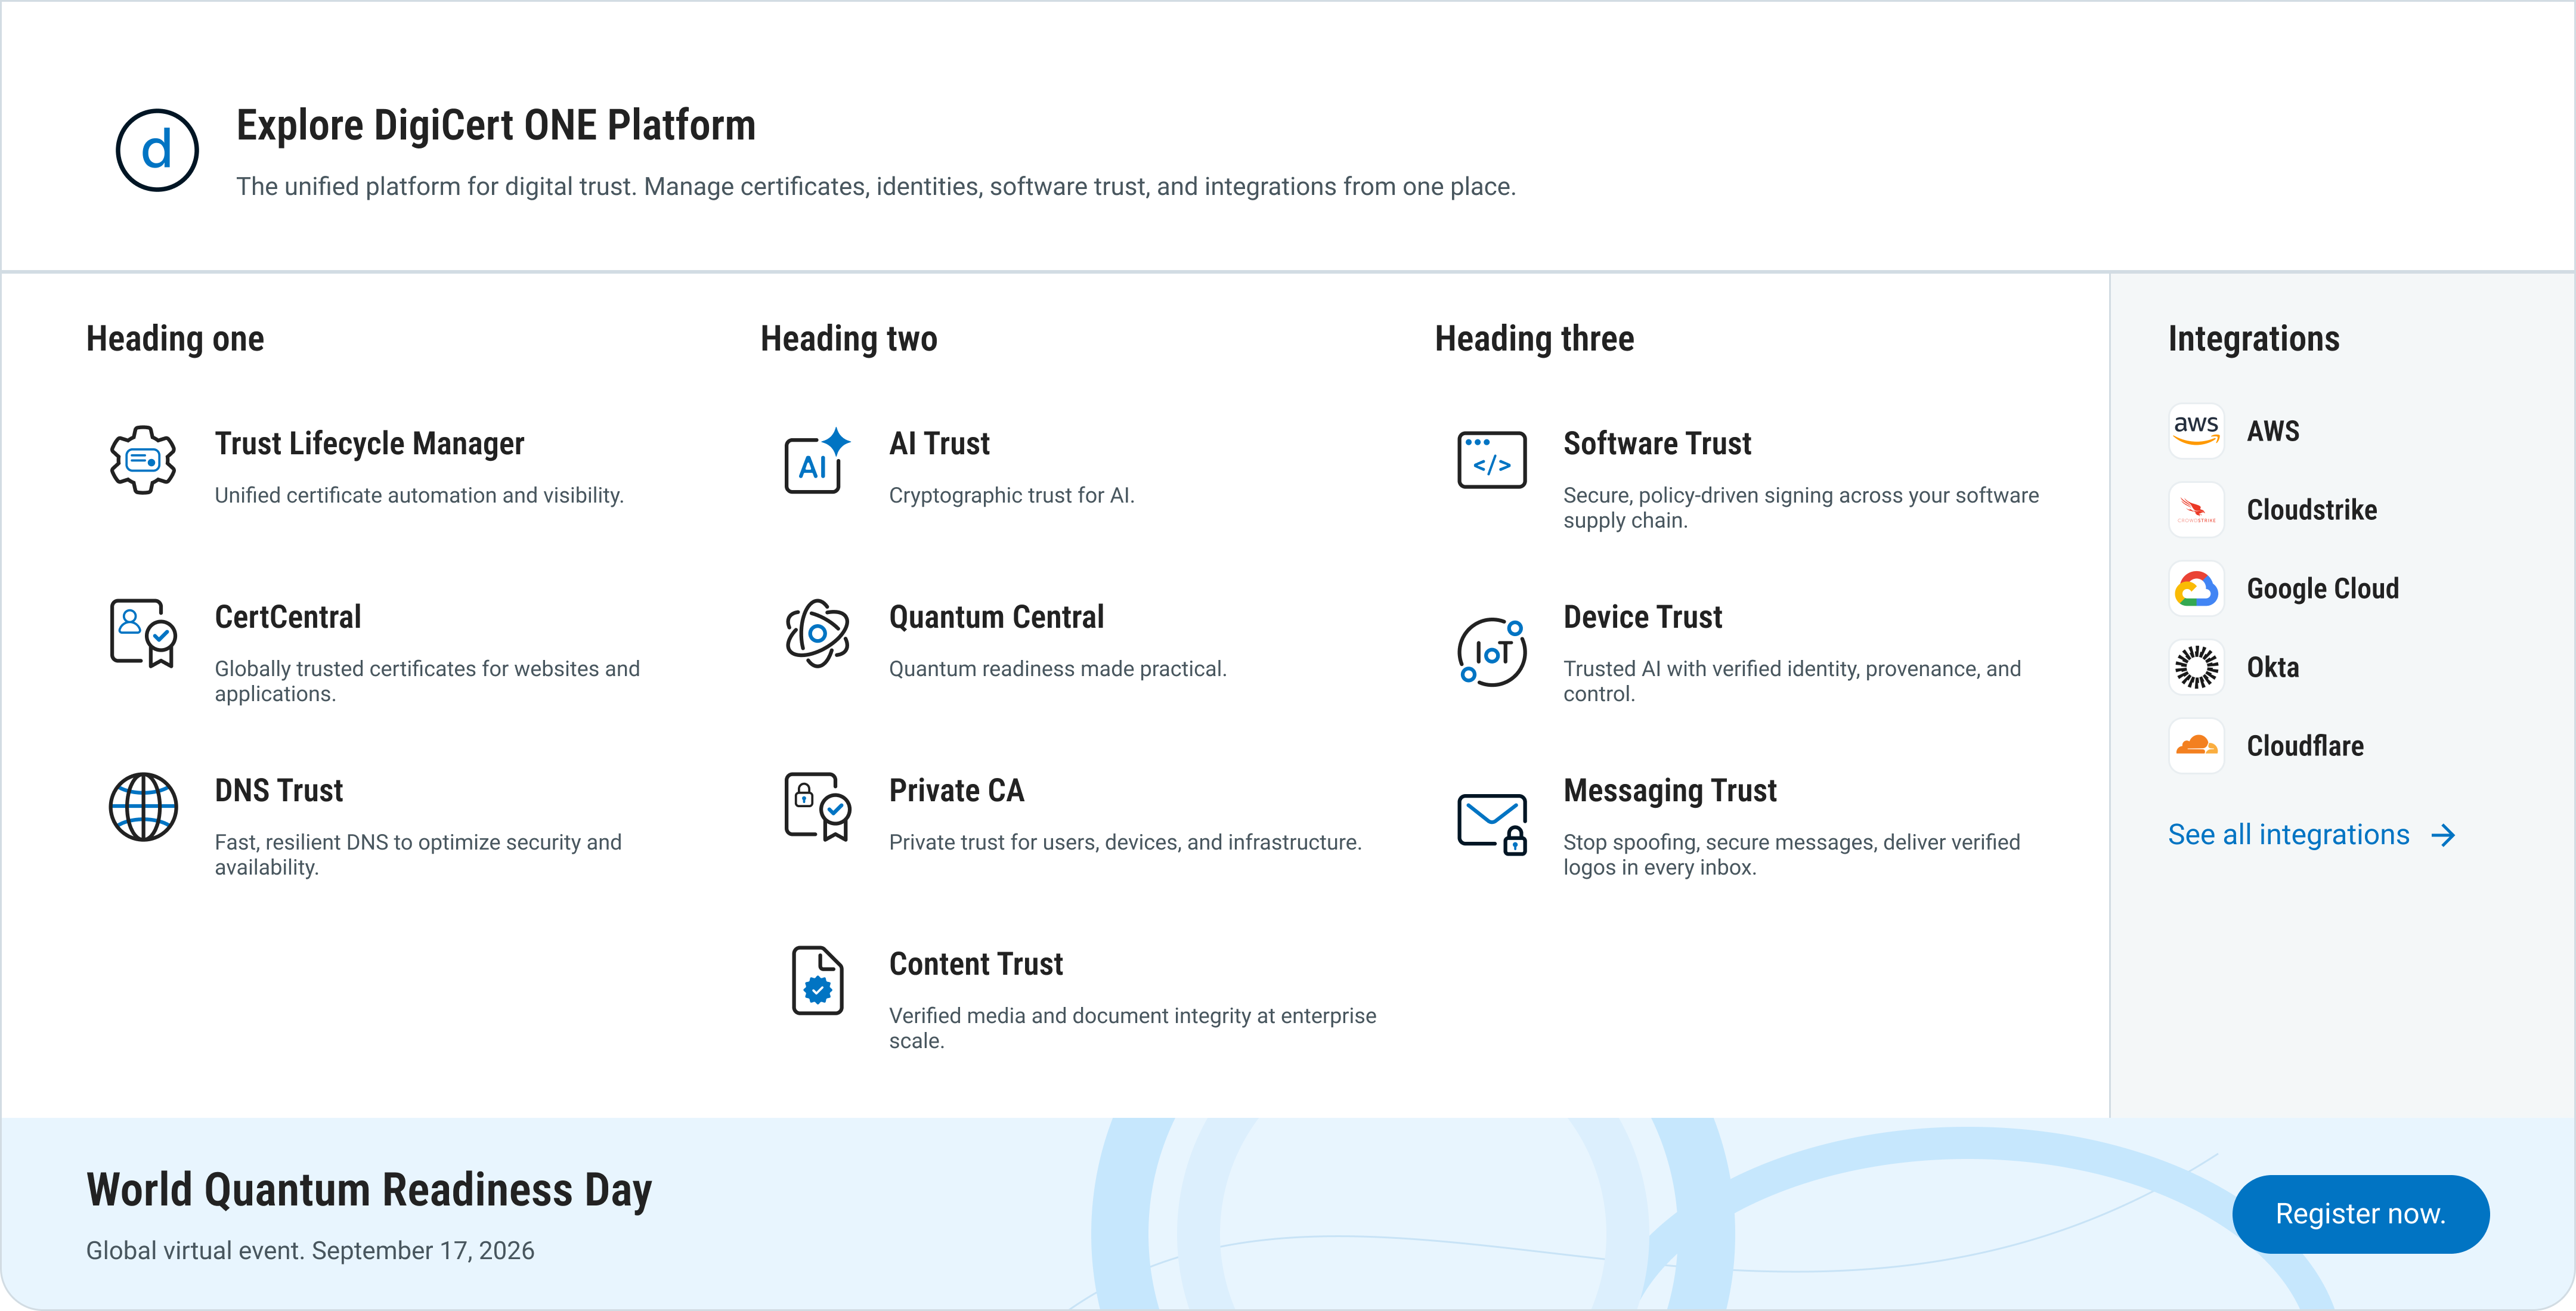 d
Explore DigiCert ONE Platform
The unified platform for digital trust. Manage certificates, identities, software trust, and integrations from one place.
Heading one
Trust Lifecycle Manager
Unified certificate automation and visibility.
CertCentral
Globally trusted certificates for websites and
applications.
DNS Trust
Fast, resilient DNS to optimize security and
availability.
Heading two
AI
AI Trust
Cryptographic trust for AI.
Quantum Central
Quantum readiness made practical.
Private CA
Private trust for users, devices, and infrastructure.
Content Trust
Verified media and document integrity at enterprise
scale.
Heading three
</>
Software Trust
Secure, policy-driven signing across your software
supply chain.
IoT
Device Trust
Trusted AI with verified identity, provenance, and
control.
Messaging Trust
Stop spoofing, secure messages, deliver verified
logos in every inbox.
Integrations
aws
AWS
CROWDSTRIKE
Cloudstrike
Google Cloud
Okta
Cloudflare
See all integrations
World Quantum Readiness Day
Global virtual event. September 17, 2026
Register now.